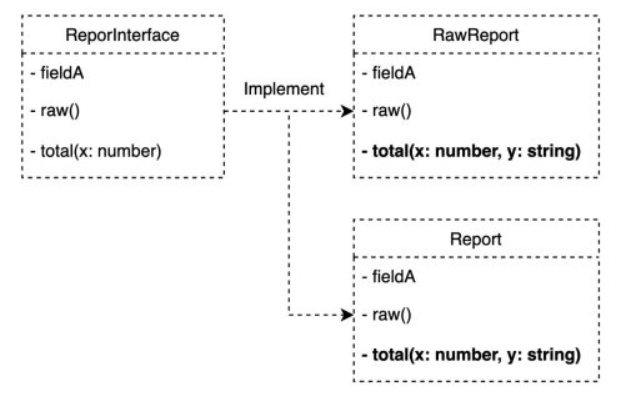 ReporInterface
- fieldA
- raw()
- total(x: number)
Implement
RawReport
- fieldA
- raw()
- total(x: number, y: string)
Report
- fieldA
- raw()
- total(x: number, y: string)